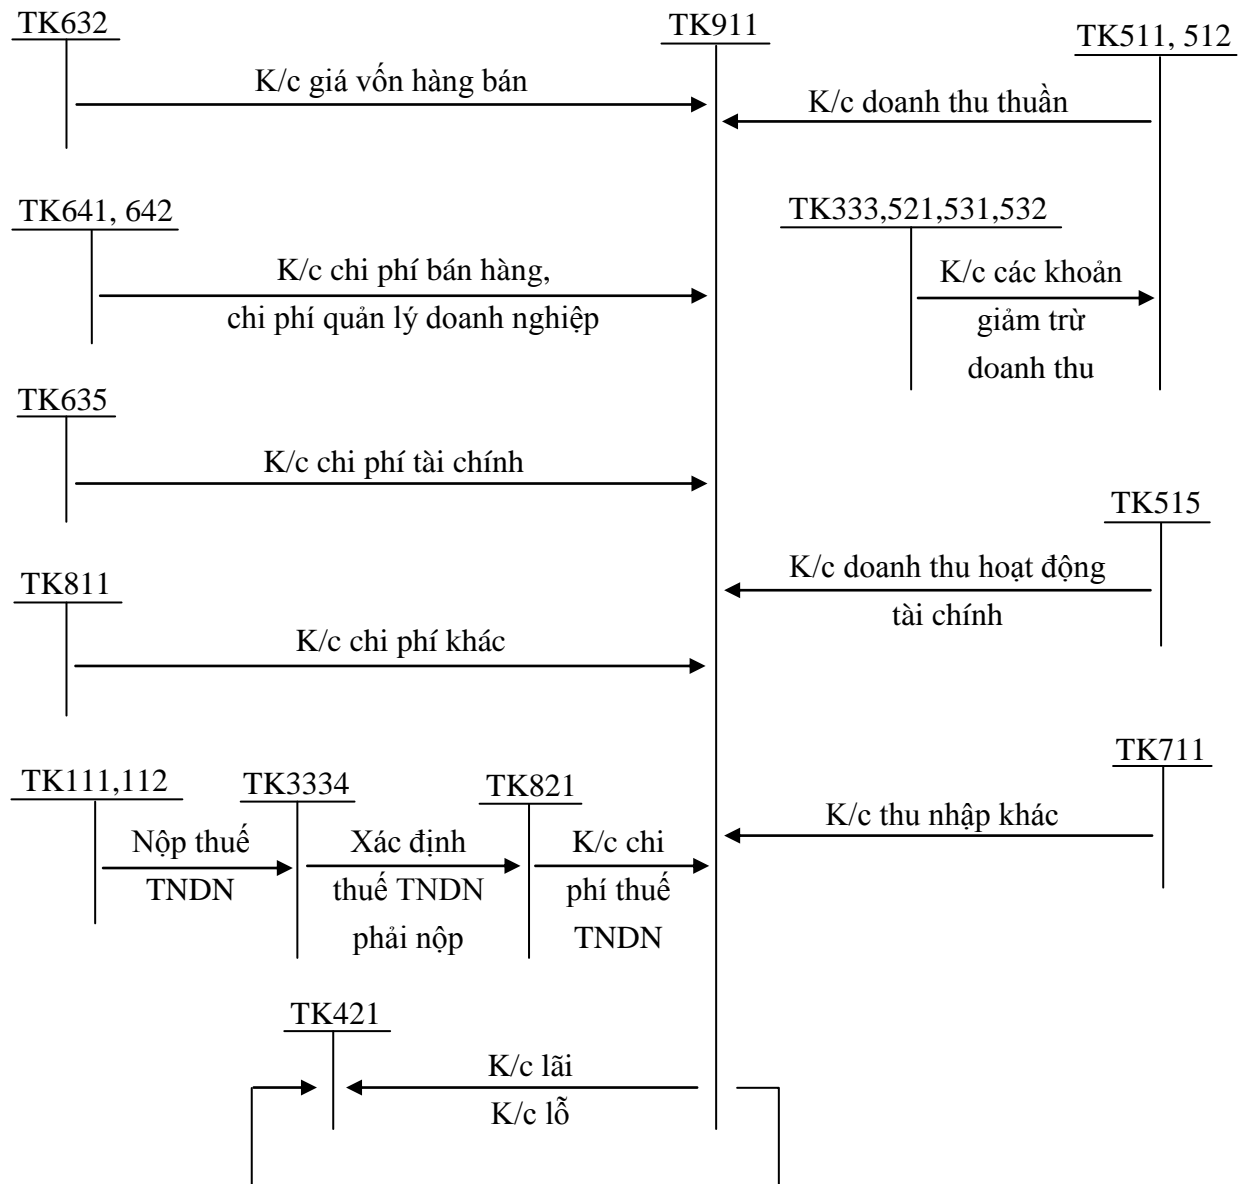 TK632
TK911
TK511, 512
K/c giá vốn hàng bán
K/c doanh thu thuần
TK641, 642
TK333,521,531,532
K/c chi phí bán hàng,
chi phí quản lý doanh nghiệp
K/c các khoản
giảm trừ
doanh thu
TK635
K/c chi phí tài chính
TK515
K/c doanh thu hoạt động
tài chính
TK811
K/c chi phí khác
TK711
K/c thu nhập khác
TK111,112
TK3334
TK821
Nộp thuế
TNDN
Xác định
thuế TNDN
phải nộp
K/c chi
phí thuế
TNDN
TK421
K/c lãi
K/c lỗ